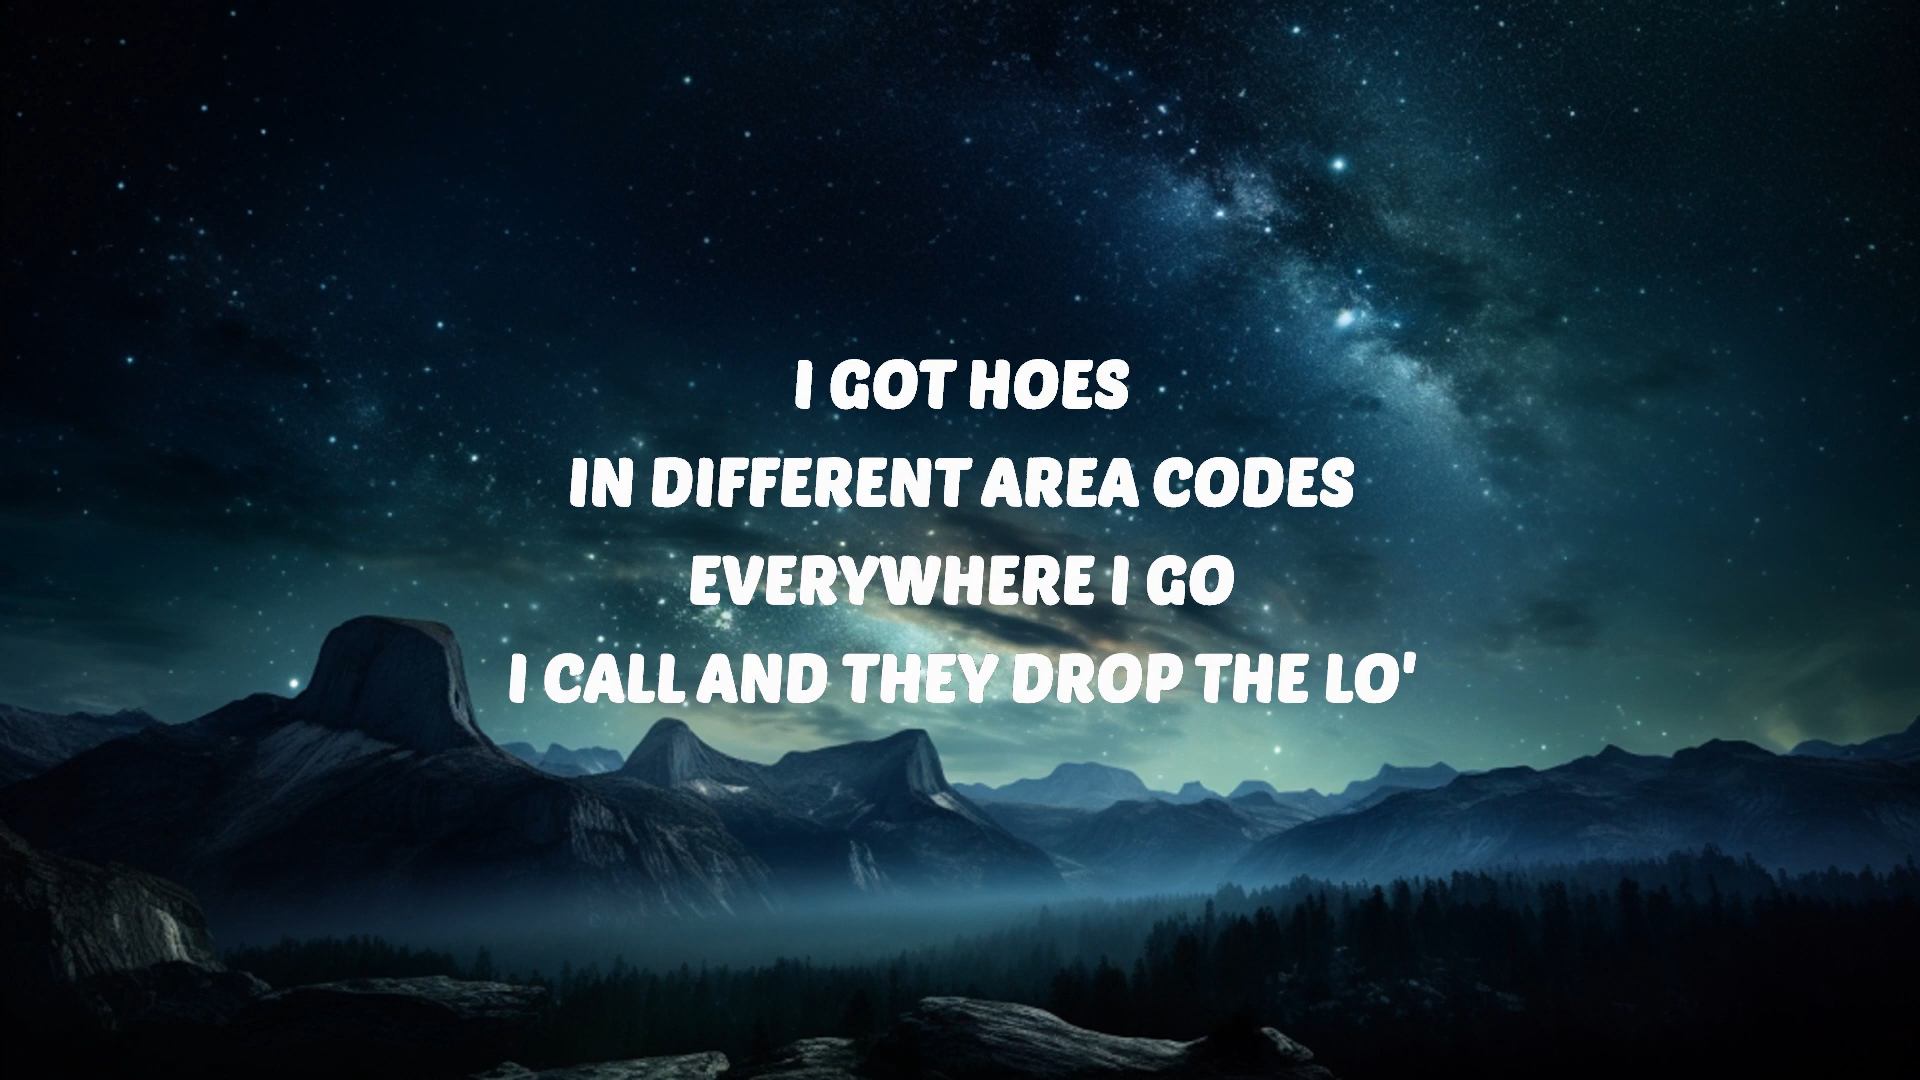 I GOT HOES
IN DIFFERENT AREA CODES
EVERYWHERE I GO
I CALL AND THEY DROP THE LO'